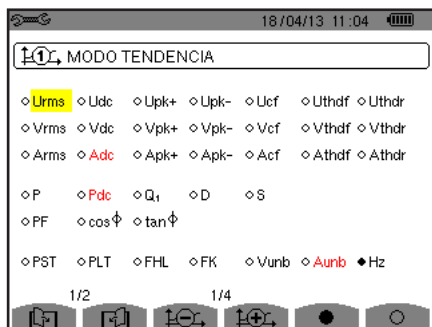 18/04/13 11:04
1 MODO TENDENCIA
Urms Udc Upk+ Upk- Ucf Uthdf Uthdr
Vrms Vdc Vpk+ Vpk- Vcf Vthdf Vthdr
Arms Adc Apk+ Apk- Acf Athdf Athdr
P Pdc Q₁ D S
PF cosϕ tanϕ
PST PLT FHL FK Vunb Aunb Hz
1/2 1/4